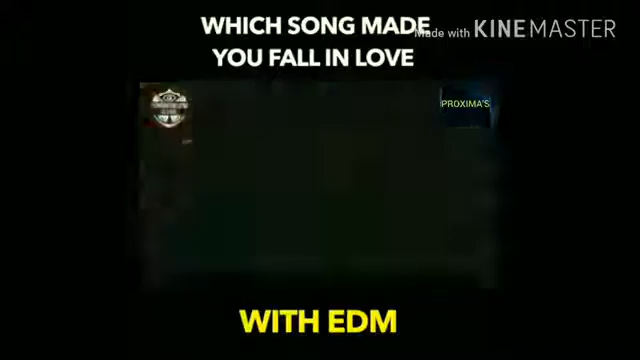 WHICH SONG MADE
Made with KINEMASTER
YOU FALL IN LOVE
PROXIMA'S
WITH EDM